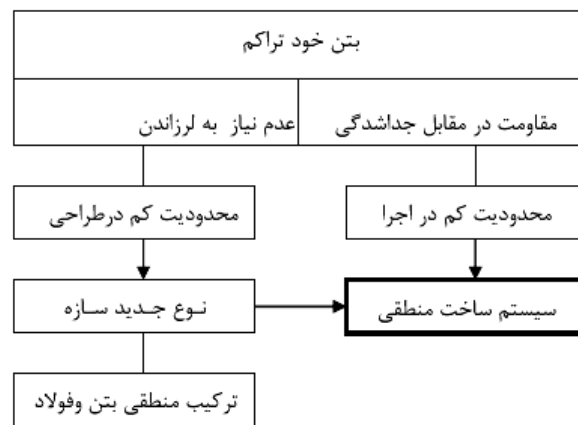 بتن خود تراکم
مقاومت در مقابل جداشدگی
عدم نیاز به لرزاندن
محدودیت کم در اجرا
محدودیت کم درطراحی
سیستم ساخت منطقی
نوع جدید سازه
ترکیب منطقی بتن وفولاد